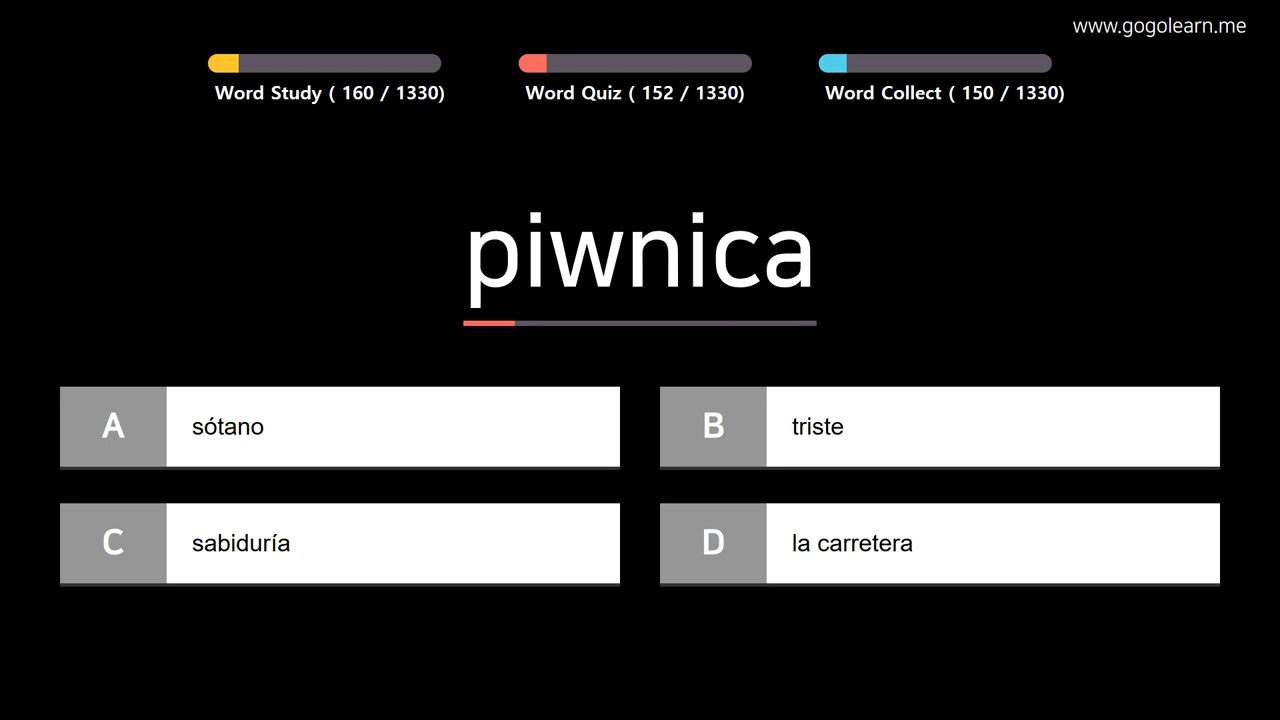 www.gogolearn.me
Word Study ( 160 / 1330)
Word Quiz ( 152 / 1330)
Word Collect ( 150 / 1330)
piwnica
A
sótano
B
triste
C
sabiduría
D
la carretera